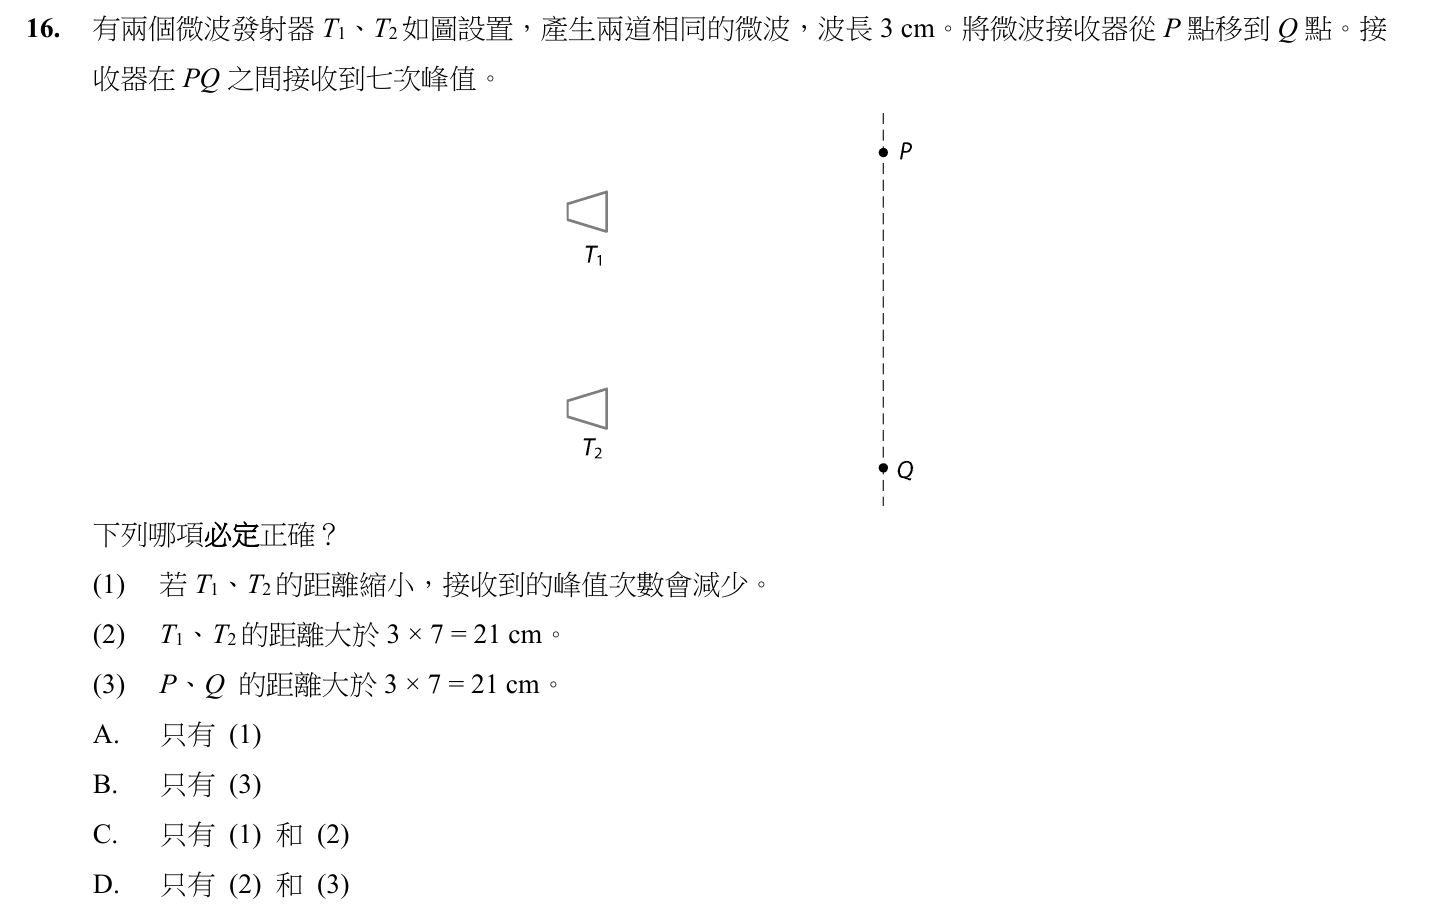 16. 有兩個微波發射器 T1、T2 如圖設置，產生兩道相同的微波，波長 3 cm。將微波接收器從 P 點移到 Q 點。接
收器在 PQ 之間接收到七次峰值。
P
T1
T2
Q
下列哪項必定正確？
(1) 若 T1、T2 的距離縮小，接收到的峰值次數會減少。
(2) T1、T2 的距離大於 3 × 7 = 21 cm。
(3) P、Q 的距離大於 3 × 7 = 21 cm。
A. 只有 (1)
B. 只有 (3)
C. 只有 (1) 和 (2)
D. 只有 (2) 和 (3)